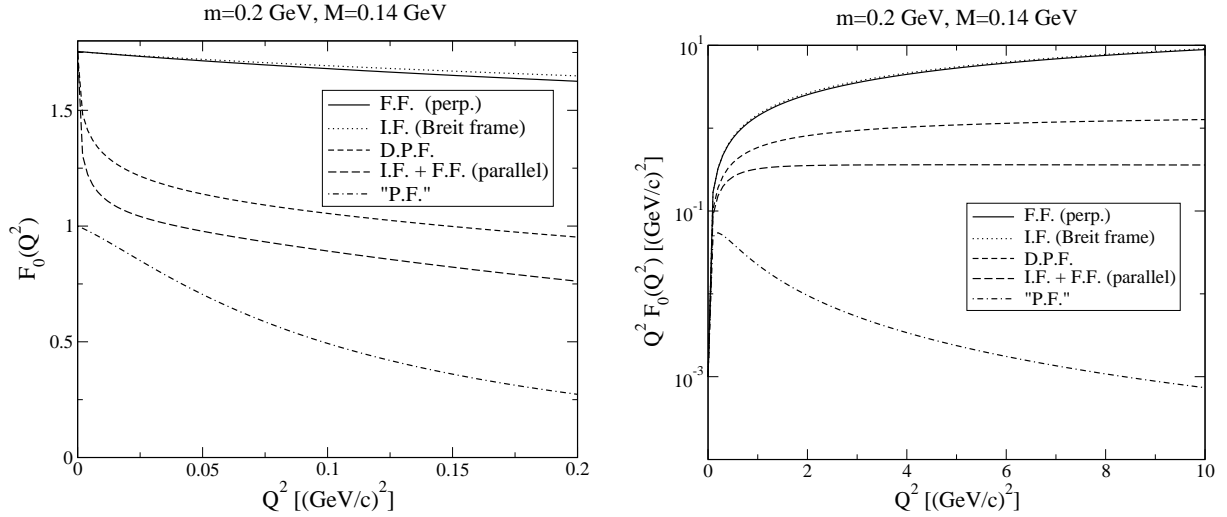 m=0.2 GeV, M=0.14 GeV
F₀(Q²)
1.5
1
0.5
0
F.F. (perp.)
I.F. (Breit frame)
D.P.F.
I.F. + F.F. (parallel)
"P.F."
0 0.05 0.1 0.15 0.2
Q² [(GeV/c)²]
m=0.2 GeV, M=0.14 GeV
Q² F₀(Q²) [(GeV/c)²]
10¹
10⁻¹
10⁻³
F.F. (perp.)
I.F. (Breit frame)
D.P.F.
I.F. + F.F. (parallel)
"P.F."
0 2 4 6 8 10
Q² [(GeV/c)²]